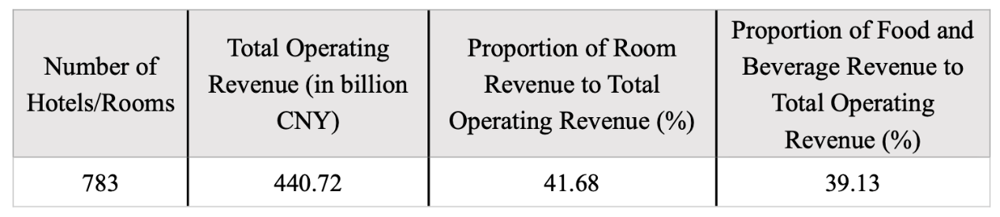 Number of
Hotels/Rooms
Total Operating
Revenue (in billion
CNY)
Proportion of Room
Revenue to Total
Operating Revenue (%)
Proportion of Food and
Beverage Revenue to
Total Operating
Revenue (%)
783
440.72
41.68
39.13